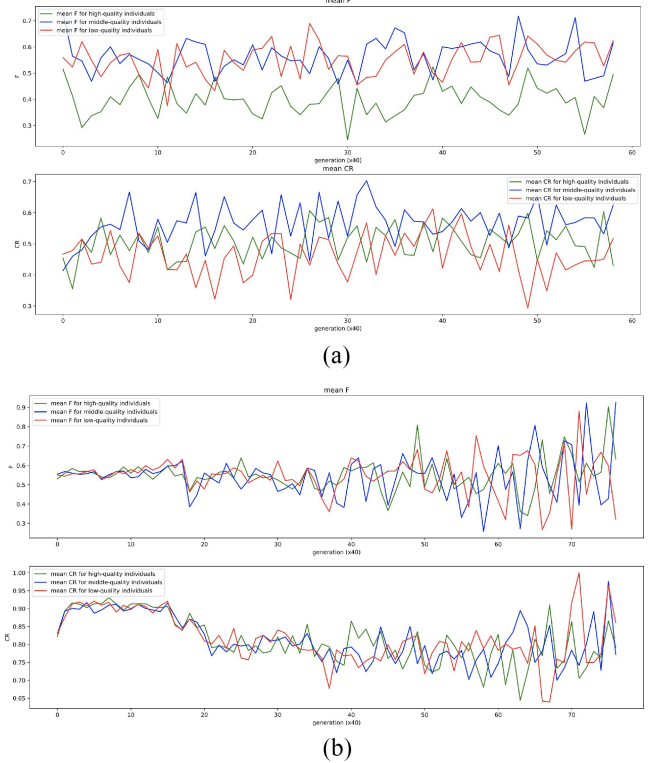 mean F
mean F for high-quality individuals
mean F for middle-quality individuals
mean F for low-quality individuals
0.7
0.6
0.5
0.4
0.3
F
0 10 20 30 40 50 60
generation (x40)
mean CR
mean CR for high-quality individuals
mean CR for middle-quality individuals
mean CR for low-quality individuals
0.7
0.6
0.5
0.4
0.3
CR
0 10 20 30 40 50 60
generation (x40)
(a)
mean F
mean F for high-quality individuals
mean F for middle-quality individuals
mean F for low-quality individuals
0.9
0.8
0.7
0.6
0.5
0.4
0.3
F
0 10 20 30 40 50 60 70
generation (x40)
mean CR for high-quality individuals
mean CR for middle-quality individuals
mean CR for low-quality individuals
1.00
0.95
0.90
0.85
0.80
0.75
0.70
0.65
CR
0 10 20 30 40 50 60 70
generation (x40)
(b)